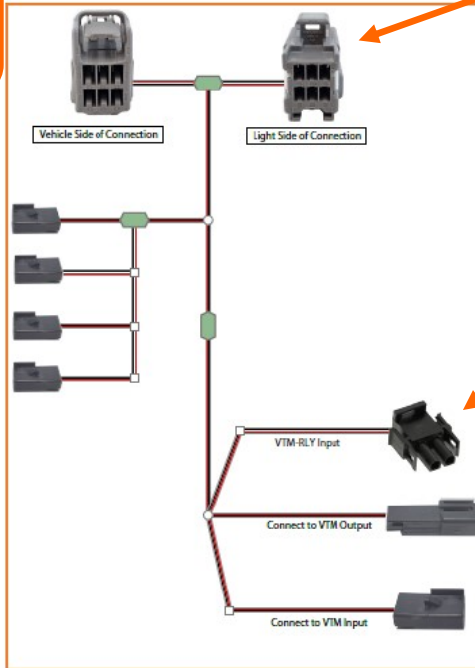 Vehicle Side of Connection
Light Side of Connection
VTM-RLY Input
Connect to VTM Output
Connect to VTM Input